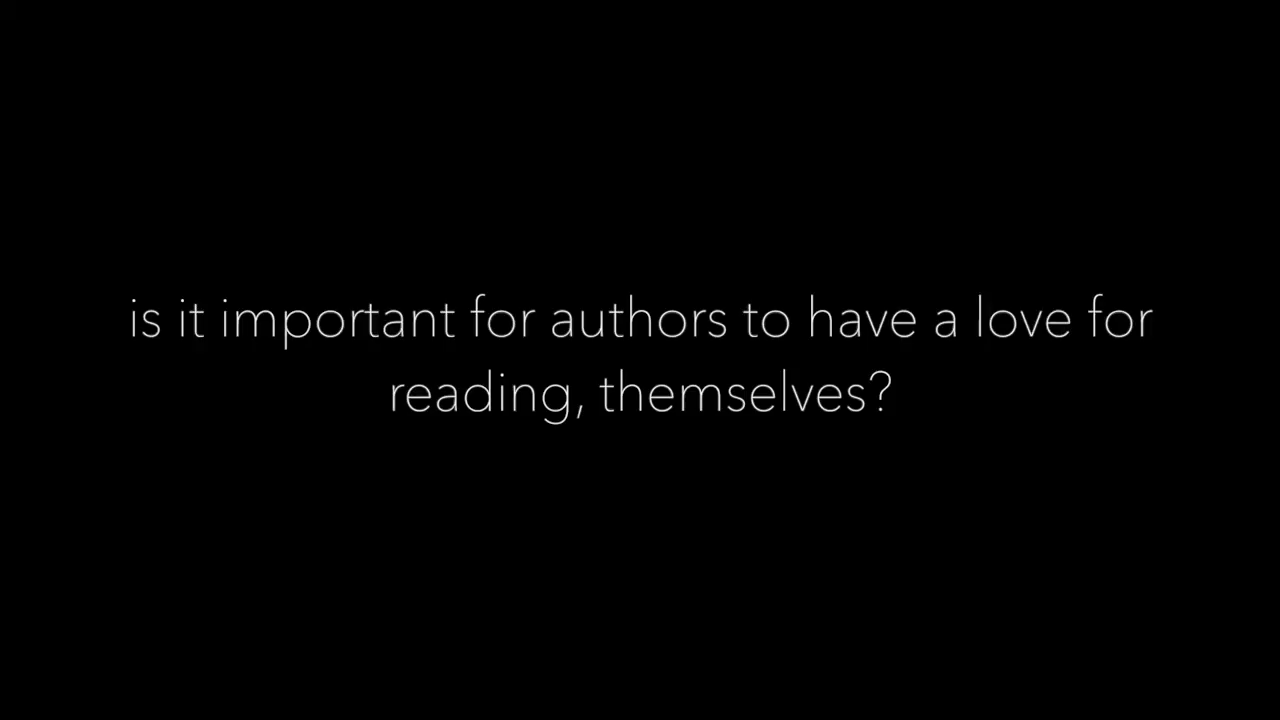 is it important for authors to have a love for
reading, themselves?